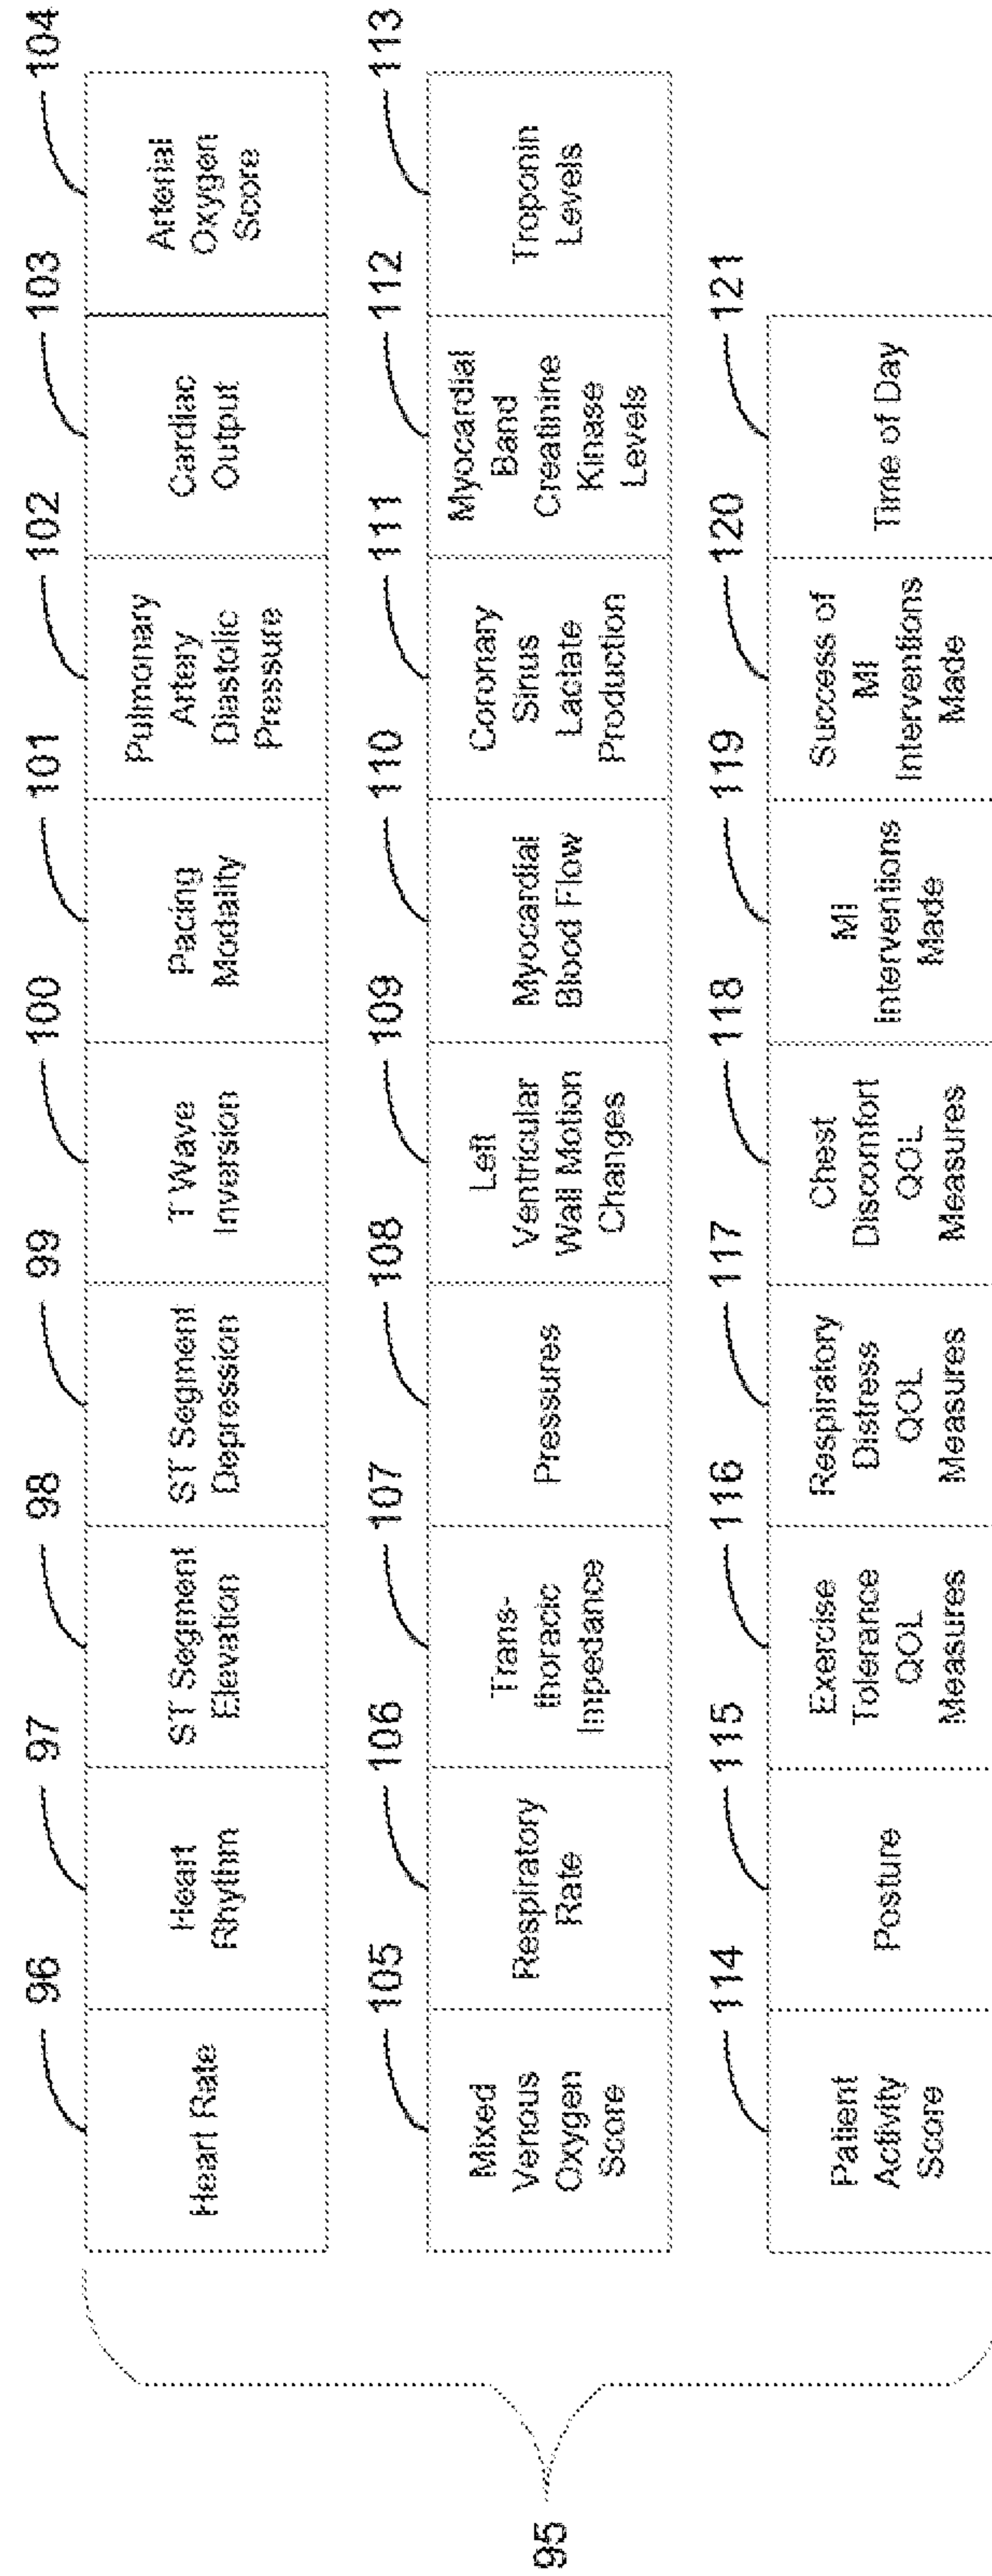 96
97
98
99
100
101
102
103
104
Heart Rate
Heart
Rhythm
ST Segment
Elevation
ST Segment
Depression
T Wave
Inversion
Pacing
Modality
Pulmonary
Artery
Diastolic
Pressure
Cardiac
Output
Arterial
Oxygen
Score
105
106
107
108
109
110
111
112
113
Mixed
Venous
Oxygen
Score
Respiratory
Rate
Trans-
thoracic
Impedance
Pressures
Left
Ventricular
Wall Motion
Changes
Myocardial
Blood Flow
Coronary
Sinus
Lactate
Production
Myocardial
Band
Creatinine
Kinase
Levels
Troponin
Levels
114
115
116
117
118
119
120
121
Patient
Activity
Score
Posture
Exercise
Tolerance
QOL
Measures
Respiratory
Distress
QOL
Measures
Chest
Discomfort
QOL
Measures
MI
Interventions
Made
Success of
MI
Interventions
Made
Time of Day
95